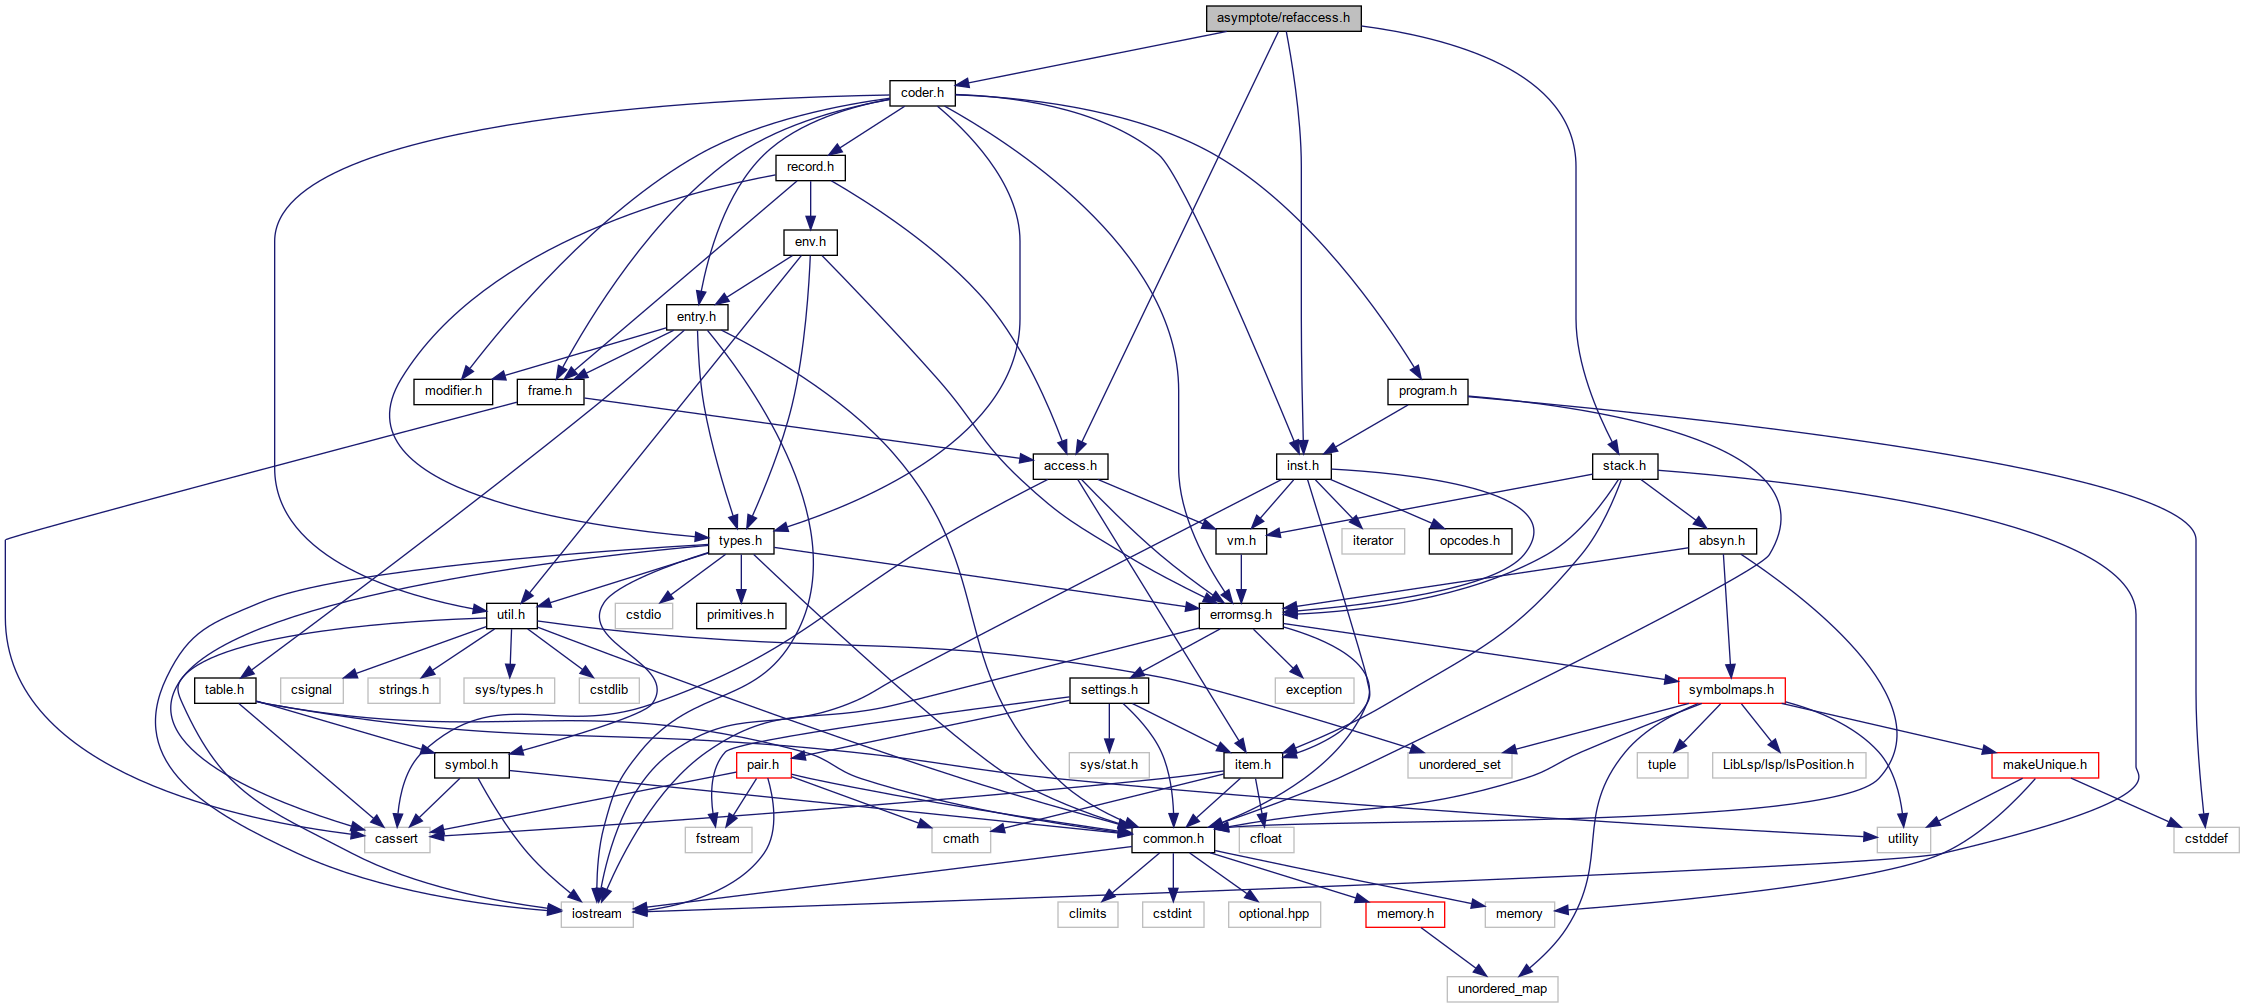 asymptote/refaccess.h
coder.h
record.h
env.h
entry.h
modifier.h
frame.h
program.h
access.h
inst.h
stack.h
types.h
vm.h
iterator
opcodes.h
absyn.h
util.h
cstdio
primitives.h
errormsg.h
table.h
csignal
strings.h
sys/types.h
cstdlib
settings.h
exception
symbolmaps.h
symbol.h
pair.h
sys/stat.h
item.h
unordered_set
tuple
LibLsp/lsp/lsPosition.h
makeUnique.h
cassert
fstream
cmath
common.h
cfloat
utility
cstddef
iostream
climits
cstdint
optional.hpp
memory.h
memory
unordered_map